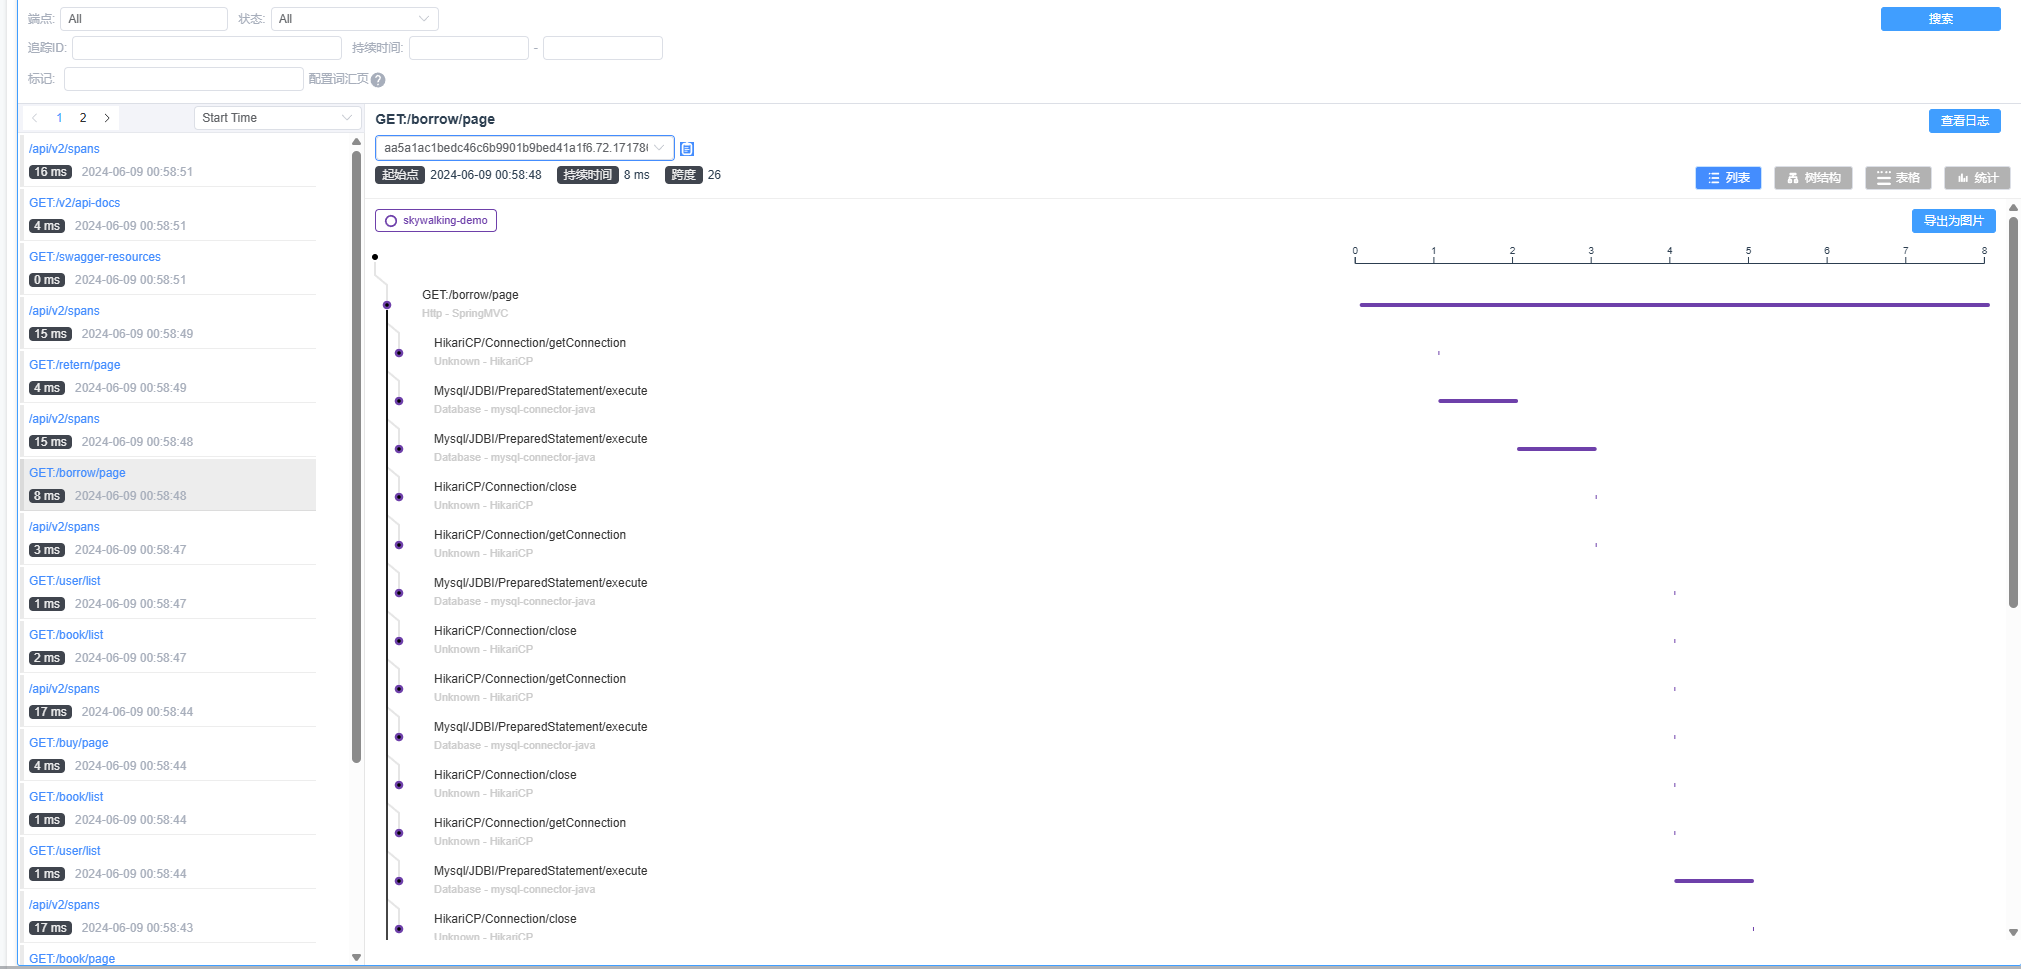 端点: All 状态: All 搜索
追踪ID: 持续时间: -
标记: 配置词汇页 ?
1 2 Start Time
/api/v2/spans
16 ms 2024-06-09 00:58:51
GET:/v2/api-docs
4 ms 2024-06-09 00:58:51
GET:/swagger-resources
0 ms 2024-06-09 00:58:51
/api/v2/spans
15 ms 2024-06-09 00:58:49
GET:/retern/page
4 ms 2024-06-09 00:58:49
/api/v2/spans
15 ms 2024-06-09 00:58:48
GET:/borrow/page
8 ms 2024-06-09 00:58:48
/api/v2/spans
3 ms 2024-06-09 00:58:47
GET:/user/list
1 ms 2024-06-09 00:58:47
GET:/book/list
2 ms 2024-06-09 00:58:47
/api/v2/spans
17 ms 2024-06-09 00:58:44
GET:/buy/page
4 ms 2024-06-09 00:58:44
GET:/book/list
1 ms 2024-06-09 00:58:44
GET:/user/list
1 ms 2024-06-09 00:58:44
/api/v2/spans
17 ms 2024-06-09 00:58:43
GET:/book/page
GET:/borrow/page 查看日志
aa5a1ac1bedc46c6b9901b9bed41a1f6.72.17178
起始点 2024-06-09 00:58:48 持续时间 8 ms 跨度 26 列表 树结构 表格 统计
skywalking-demo 导出为图片
0 1 2 3 4 5 6 7 8
GET:/borrow/page
Http - SpringMVC
HikariCP/Connection/getConnection
Unknown - HikariCP
Mysql/JDBI/PreparedStatement/execute
Database - mysql-connector-java
Mysql/JDBI/PreparedStatement/execute
Database - mysql-connector-java
HikariCP/Connection/close
Unknown - HikariCP
HikariCP/Connection/getConnection
Unknown - HikariCP
Mysql/JDBI/PreparedStatement/execute
Database - mysql-connector-java
HikariCP/Connection/close
Unknown - HikariCP
HikariCP/Connection/getConnection
Unknown - HikariCP
Mysql/JDBI/PreparedStatement/execute
Database - mysql-connector-java
HikariCP/Connection/close
Unknown - HikariCP
HikariCP/Connection/getConnection
Unknown - HikariCP
Mysql/JDBI/PreparedStatement/execute
Database - mysql-connector-java
HikariCP/Connection/close
Unknown - HikariCP